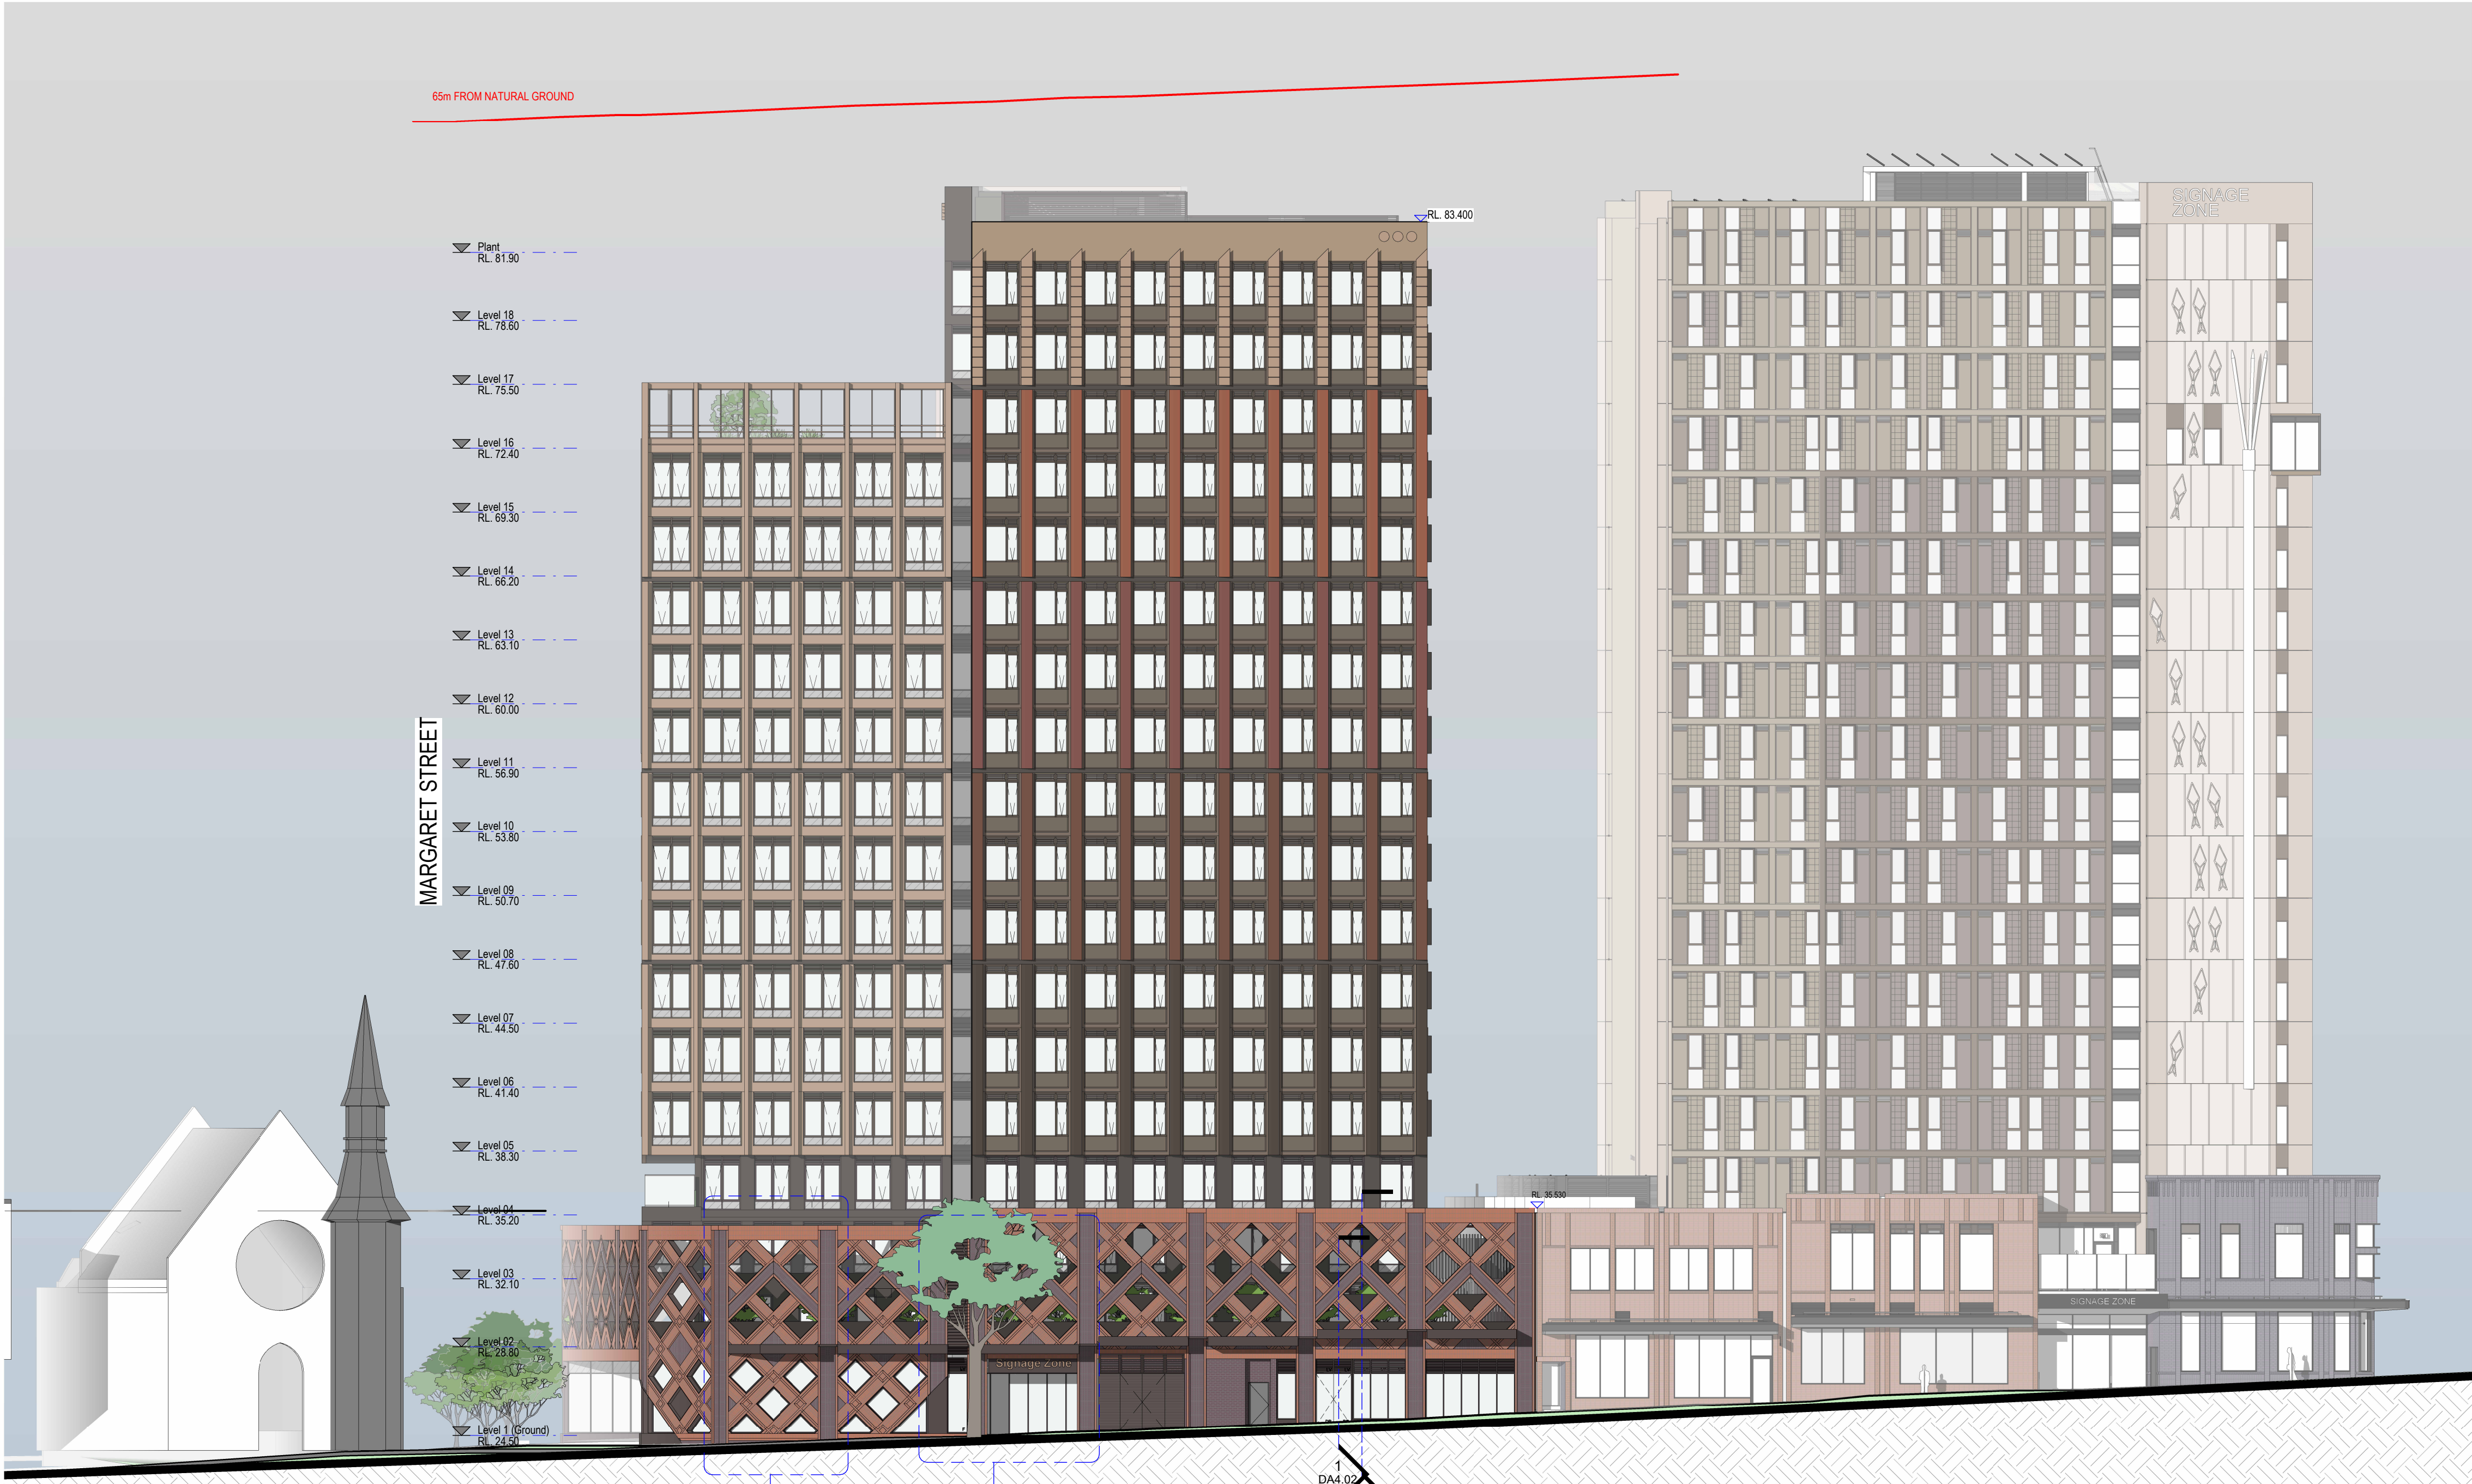 65m FROM NATURAL GROUND
SIGNAGE
ZONE
RL. 83.400
Plant
RL. 81.90
Level 18
RL. 78.60
Level 17
RL. 75.50
Level 16
RL. 72.40
Level 15
RL. 69.30
Level 14
RL. 66.20
Level 13
RL. 63.10
Level 12
RL. 60.00
MARGARET STREET
Level 11
RL. 56.90
Level 10
RL. 53.80
Level 09
RL. 50.70
Level 08
RL. 47.60
Level 07
RL. 44.50
Level 06
RL. 41.40
Level 05
RL. 38.30
Level 04
RL. 35.20
RL. 35.530
Level 03
RL. 32.10
SIGNAGE ZONE
Level 02
RL. 28.80
Signage Zone
Level 1 (Ground)
RL. 24.50
1
DA4.02